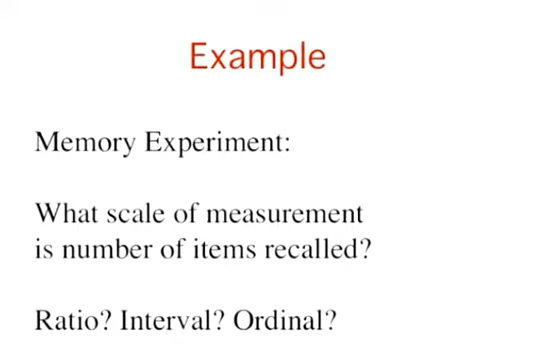 Example
Memory Experiment:
What scale of measurement
is number of items recalled?
Ratio? Interval? Ordinal?